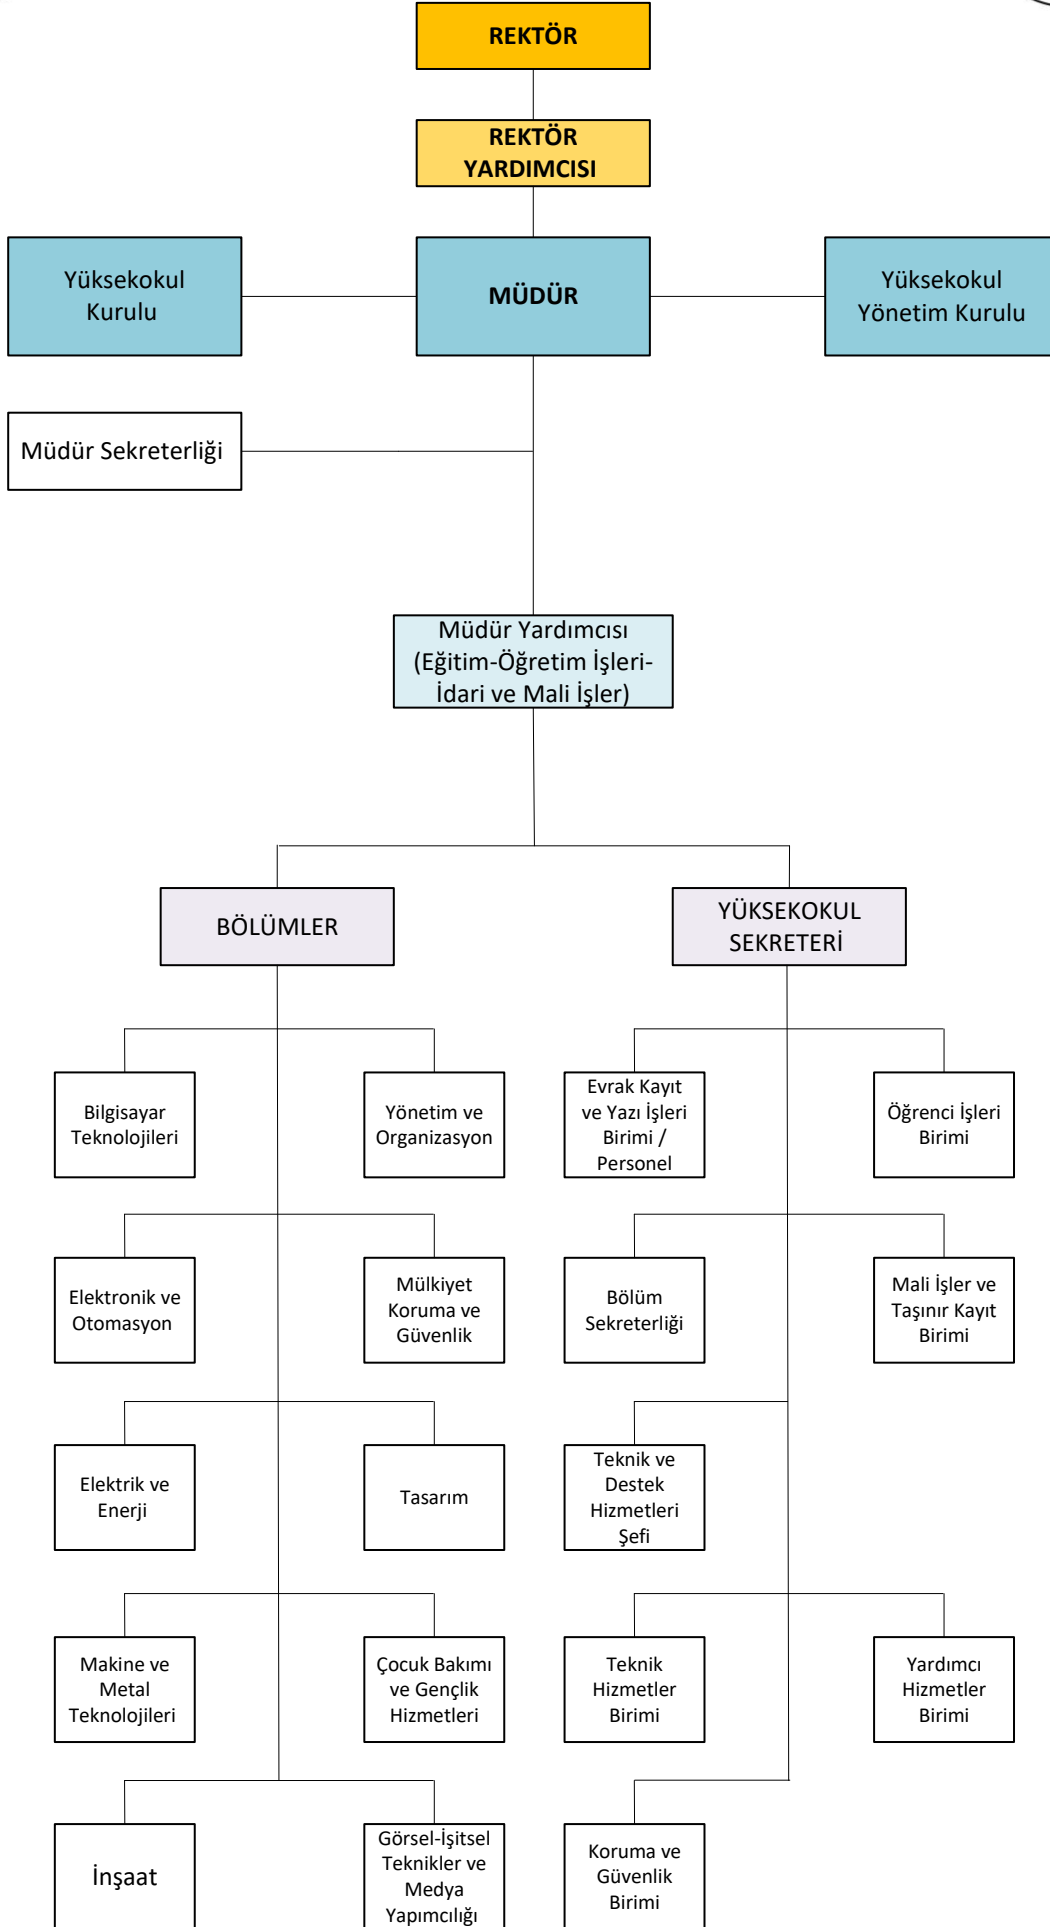 REKTÖR
REKTÖR
YARDIMCISI
Yüksekokul
Kurulu
MÜDÜR
Yüksekokul
Yönetim Kurulu
Müdür Sekreterliği
Müdür Yardımcısı
(Eğitim-Öğretim İşleri-
İdari ve Mali İşler)
BÖLÜMLER
YÜKSEKOKUL
SEKRETERİ
Bilgisayar
Teknolojileri
Yönetim ve
Organizasyon
Evrak Kayıt
ve Yazı İşleri
Birimi /
Personel
Öğrenci İşleri
Birimi
Elektronik ve
Otomasyon
Mülkiyet
Koruma ve
Güvenlik
Bölüm
Sekreterliği
Mali İşler ve
Taşınır Kayıt
Birimi
Elektrik ve
Enerji
Tasarım
Teknik ve
Destek
Hizmetleri
Şefi
Makine ve
Metal
Teknolojileri
Çocuk Bakımı
ve Gençlik
Hizmetleri
Teknik
Hizmetler
Birimi
Yardımcı
Hizmetler
Birimi
İnşaat
Görsel-İşitsel
Teknikler ve
Medya
Yapımcılığı
Koruma ve
Güvenlik
Birimi